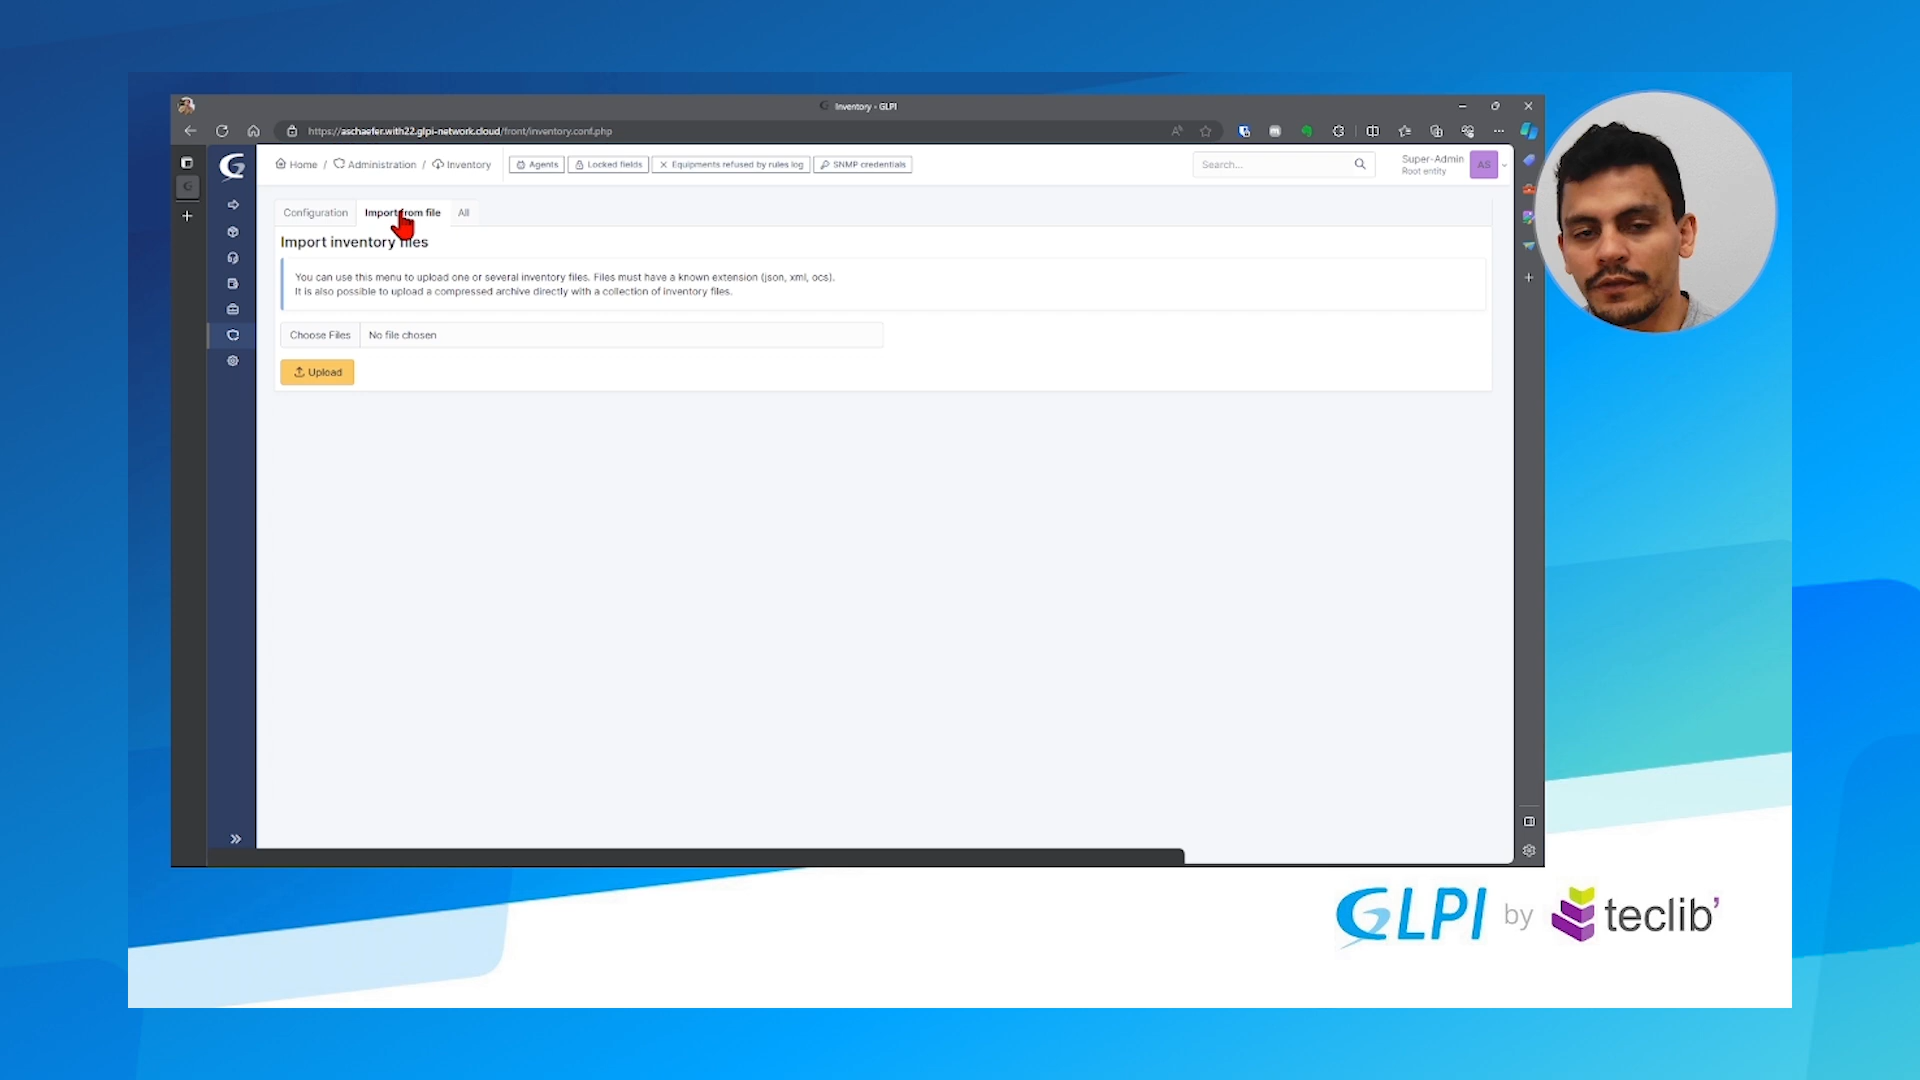 Inventory - GLPI
https://aschaefer.with22.glpi-network.cloud/front/inventory.conf.php
Home / Administration / Inventory
Agents
Locked fields
Equipments refused by rules log
SNMP credentials
Search...
Super-Admin
Root entity
AS
Configuration
Import from file
All
Import inventory files
You can use this menu to upload one or several inventory files. Files must have a known extension (json, xml, ocs).
It is also possible to upload a compressed archive directly with a collection of inventory files.
Choose Files
No file chosen
Upload
GLPI by teclib'